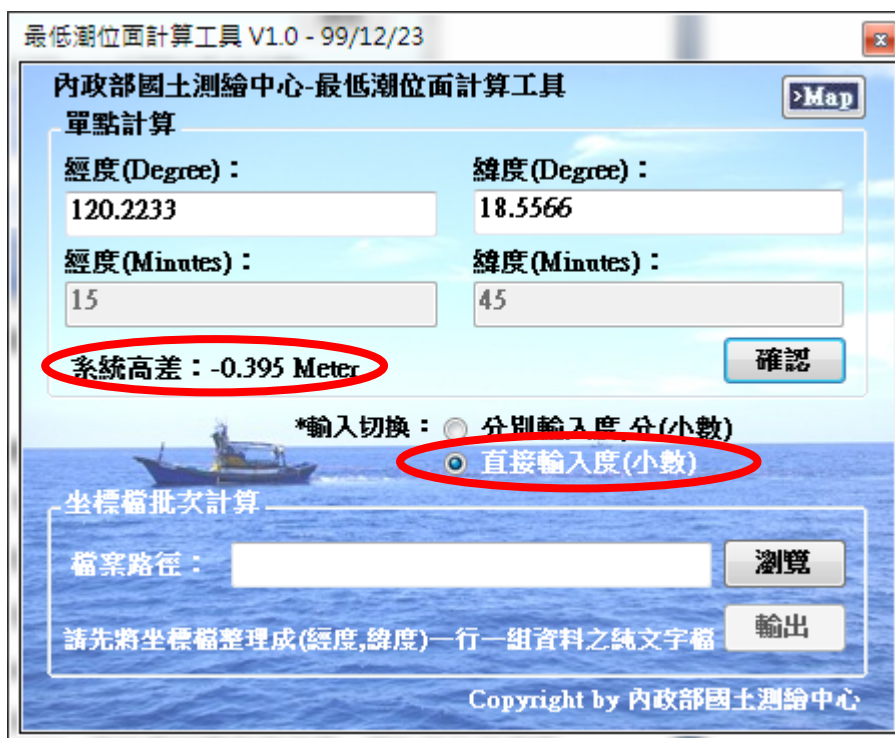 最低潮位面計算工具 V1.0 - 99/12/23
內政部國土測繪中心-最低潮位面計算工具
>Map
單點計算
經度(Degree)：
緯度(Degree)：
120.2233
18.5566
經度(Minutes)：
緯度(Minutes)：
15
45
系統高差：-0.395 Meter
確認
*輸入切換：
分別輸入度,分(小數)
直接輸入度(小數)
坐標檔批次計算
檔案路徑：
瀏覽
請先將坐標檔整理成(經度,緯度)一行一組資料之純文字檔
輸出
Copyright by 內政部國土測繪中心